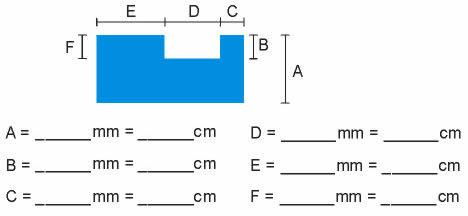 E D C
F B
A
A = ______mm = ______cm D = ______mm = ______cm
B = ______mm = ______cm E = ______mm = ______cm
C = ______mm = ______cm F = ______mm = ______cm